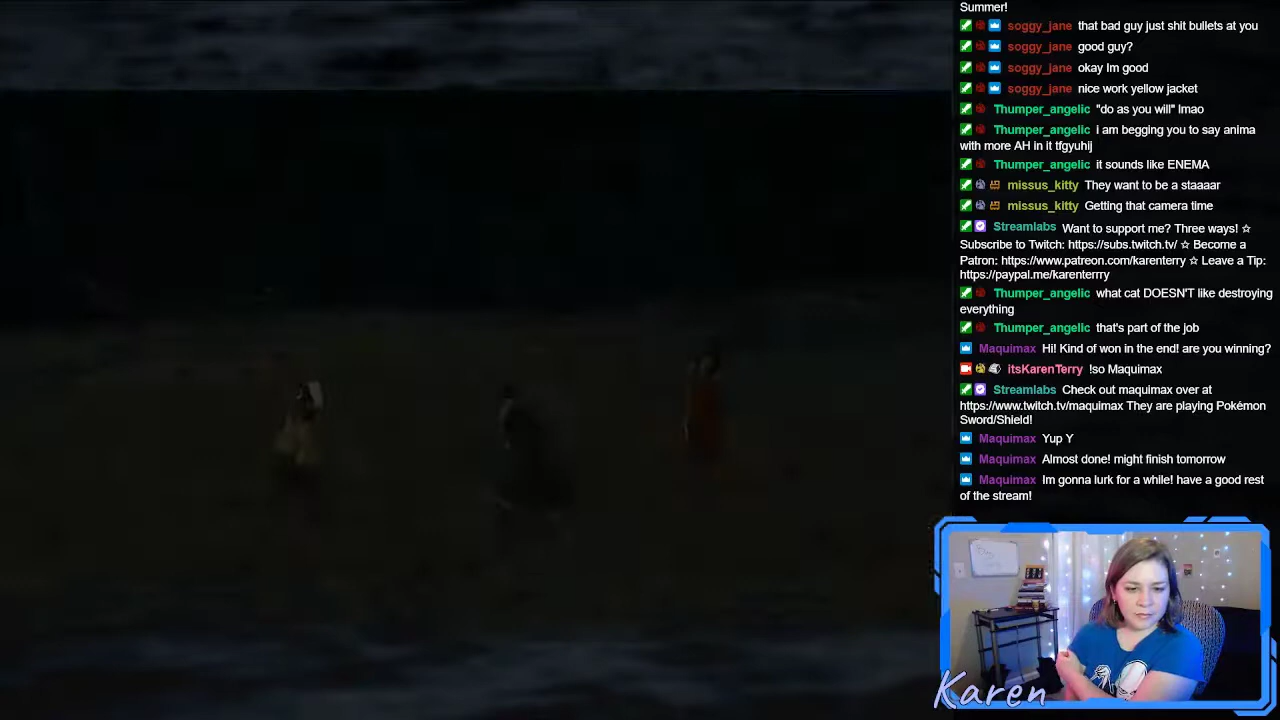 Summer!
soggy_jane that bad guy just shit bullets at you
soggy_jane good guy?
soggy_jane okay Im good
soggy_jane nice work yellow jacket
Thumper_angelic "do as you will" lmao
Thumper_angelic i am begging you to say anima
with more AH in it tfgyuhij
Thumper_angelic it sounds like ENEMA
missus_kitty They want to be a staaaar
missus_kitty Getting that camera time
Streamlabs Want to support me? Three ways! ☆
Subscribe to Twitch: https://subs.twitch.tv/ ☆ Become a
Patron: https://www.patreon.com/karenterry ☆ Leave a Tip:
https://paypal.me/karenterrry
Thumper_angelic what cat DOESN'T like destroying
everything
Thumper_angelic that's part of the job
Maquimax Hi! Kind of won in the end! are you winning?
itsKarenTerry !so Maquimax
Streamlabs Check out maquimax over at
https://www.twitch.tv/maquimax They are playing Pokémon
Sword/Shield!
Maquimax Yup Y
Maquimax Almost done! might finish tomorrow
Maquimax Im gonna lurk for a while! have a good rest
of the stream!
Karen